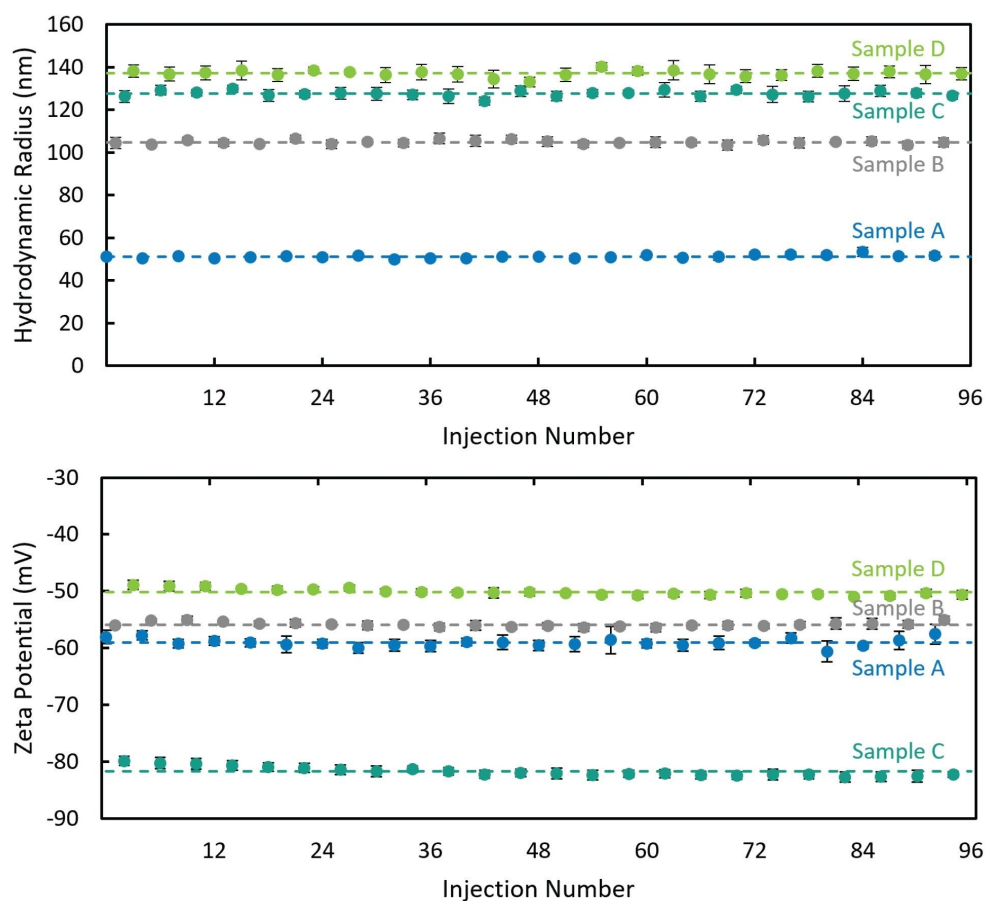 160
140
120
100
80
60
40
20
0
Hydrodynamic Radius (nm)
Sample D
Sample C
Sample B
Sample A
12 24 36 48 60 72 84 96
Injection Number
-30
-40
-50
-60
-70
-80
-90
Zeta Potential (mV)
Sample D
Sample B
Sample A
Sample C
12 24 36 48 60 72 84 96
Injection Number